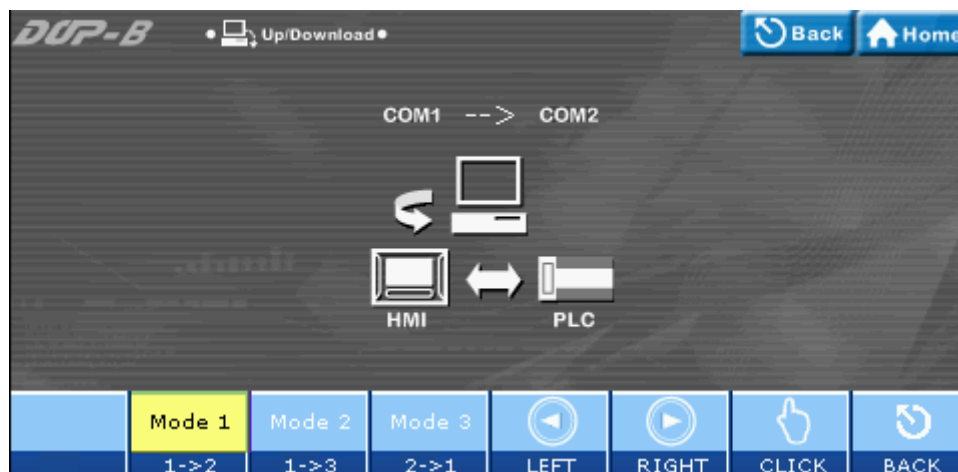 DOP-B
Up/Download
Back
Home
COM1 --> COM2
HMI PLC
Mode 1 Mode 2 Mode 3
1->2 1->3 2->1 LEFT RIGHT CLICK BACK